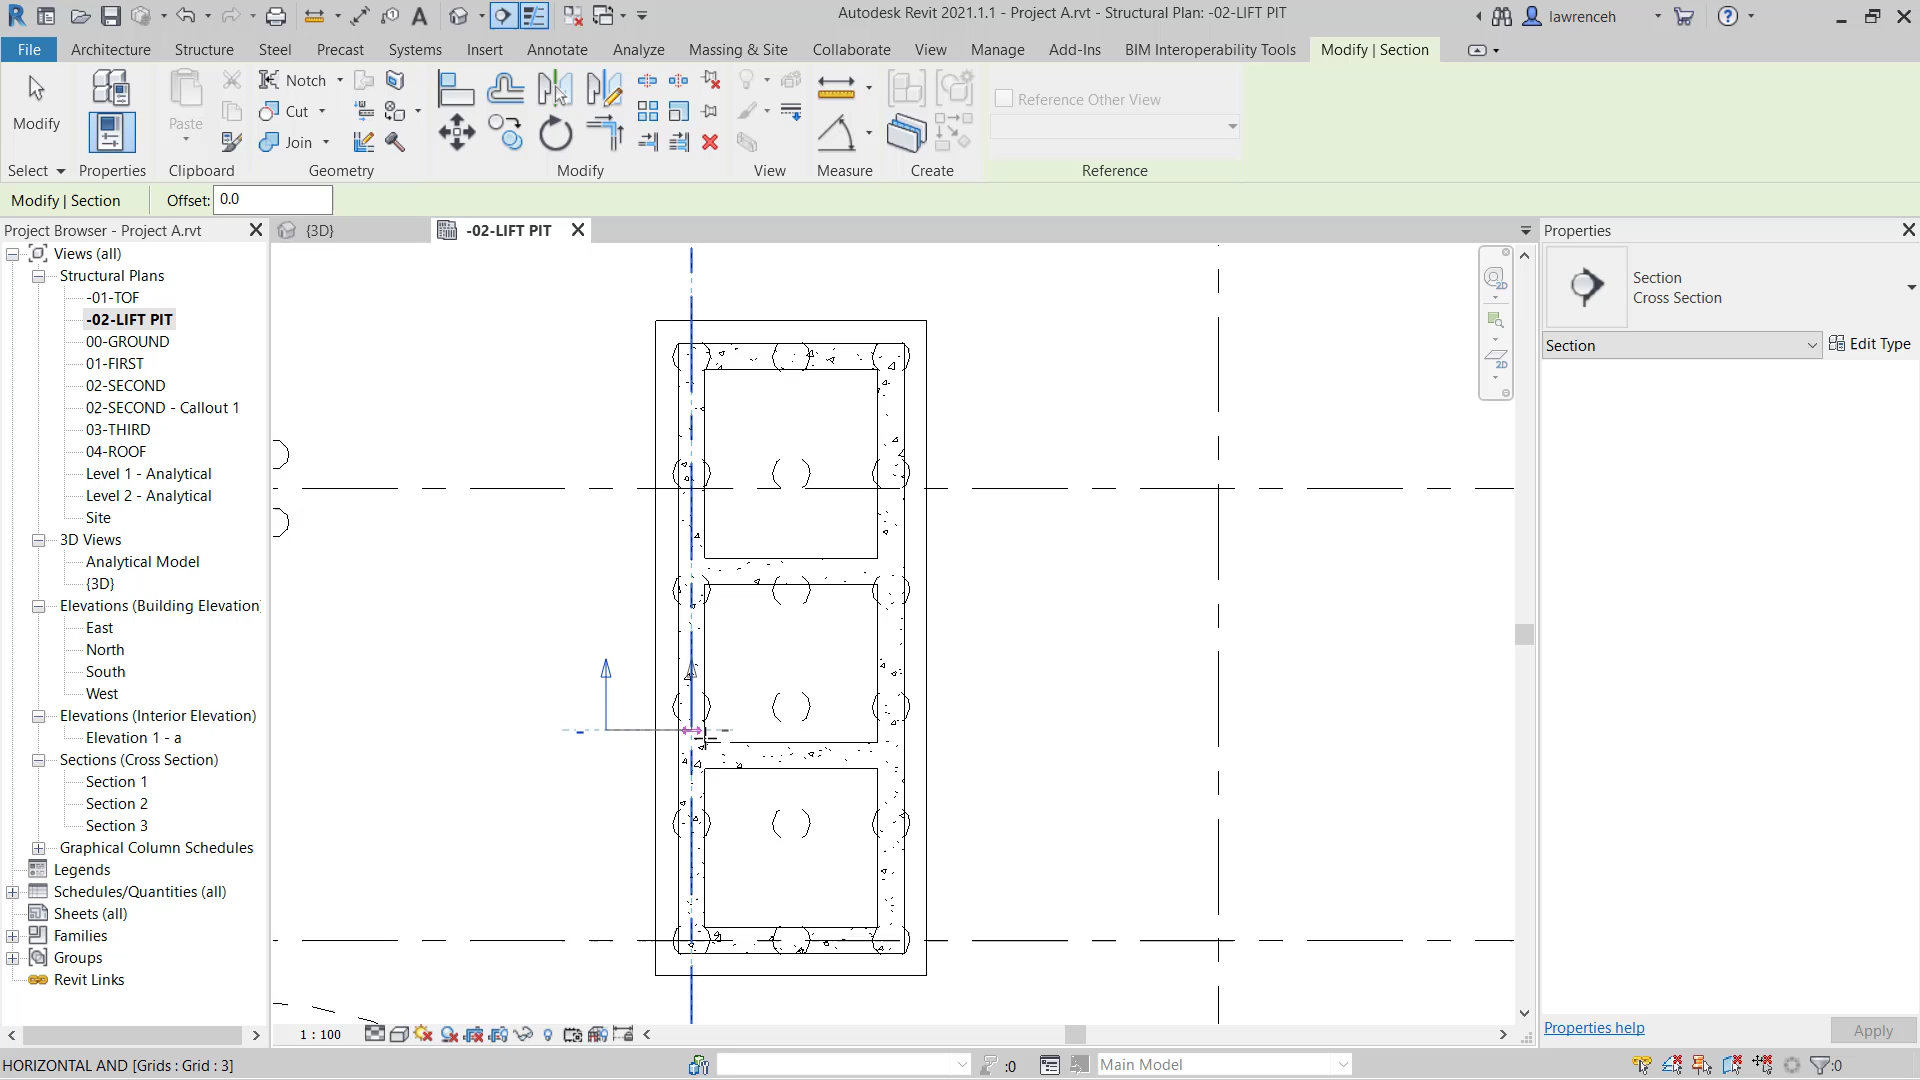 Autodesk Revit 2021.1.1 - Project A.rvt - Structural Plan: -02-LIFT PIT
lawrenceh
File Architecture Structure Steel Precast Systems Insert Annotate Analyze Massing & Site Collaborate View Manage Add-Ins BIM Interoperability Tools Modify | Section
Modify
Paste
Notch
Cut
Join
Reference Other View
Select Properties Clipboard Geometry Modify View Measure Create Reference
Modify | Section Offset: 0.0
Project Browser - Project A.rvt
{3D}
-02-LIFT PIT
Properties
Views (all)
Structural Plans
-01-TOF
-02-LIFT PIT
00-GROUND
01-FIRST
02-SECOND
02-SECOND - Callout 1
03-THIRD
04-ROOF
Level 1 - Analytical
Level 2 - Analytical
Site
3D Views
Analytical Model
{3D}
Elevations (Building Elevation)
East
North
South
West
Elevations (Interior Elevation)
Elevation 1 - a
Sections (Cross Section)
Section 1
Section 2
Section 3
Graphical Column Schedules
Legends
Schedules/Quantities (all)
Sheets (all)
Families
Groups
Revit Links
2D
2D
Section
Cross Section
Section
Edit Type
Properties help
Apply
1 : 100
HORIZONTAL AND [Grids : Grid : 3]
:0
Main Model
:0